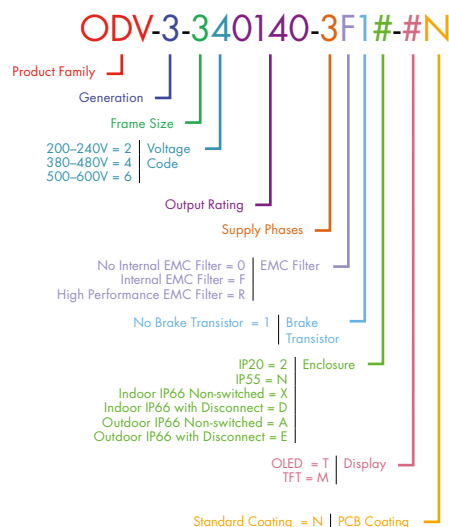 ODV-3-340140-3F1#-#N
Product Family
Generation
Frame Size
200–240V = 2 Voltage
380–480V = 4 Code
500–600V = 6
Output Rating
Supply Phases
No Internal EMC Filter = 0 EMC Filter
Internal EMC Filter = F
High Performance EMC Filter = R
No Brake Transistor = 1 Brake
Transistor
IP20 = 2 Enclosure
IP55 = N
Indoor IP66 Non-switched = X
Indoor IP66 with Disconnect = D
Outdoor IP66 Non-switched = A
Outdoor IP66 with Disconnect = E
OLED = T Display
TFT = M
Standard Coating = N PCB Coating